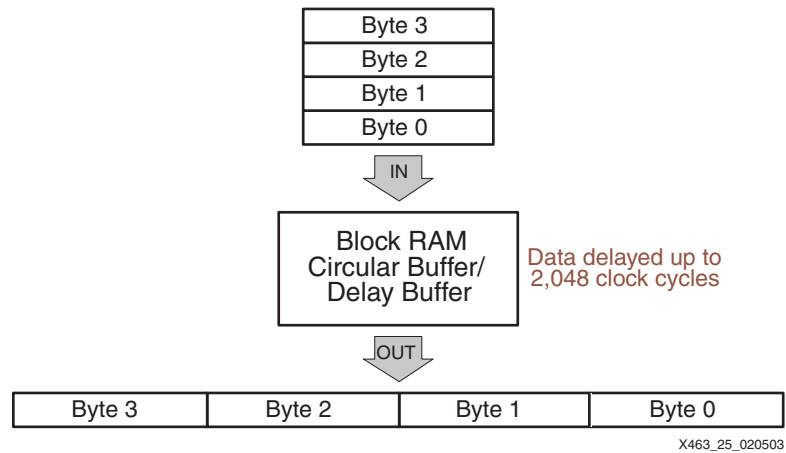 Byte 3
Byte 2
Byte 1
Byte 0
IN
Block RAM
Circular Buffer/
Delay Buffer
Data delayed up to
2,048 clock cycles
OUT
Byte 3 Byte 2 Byte 1 Byte 0
X463_25_020503